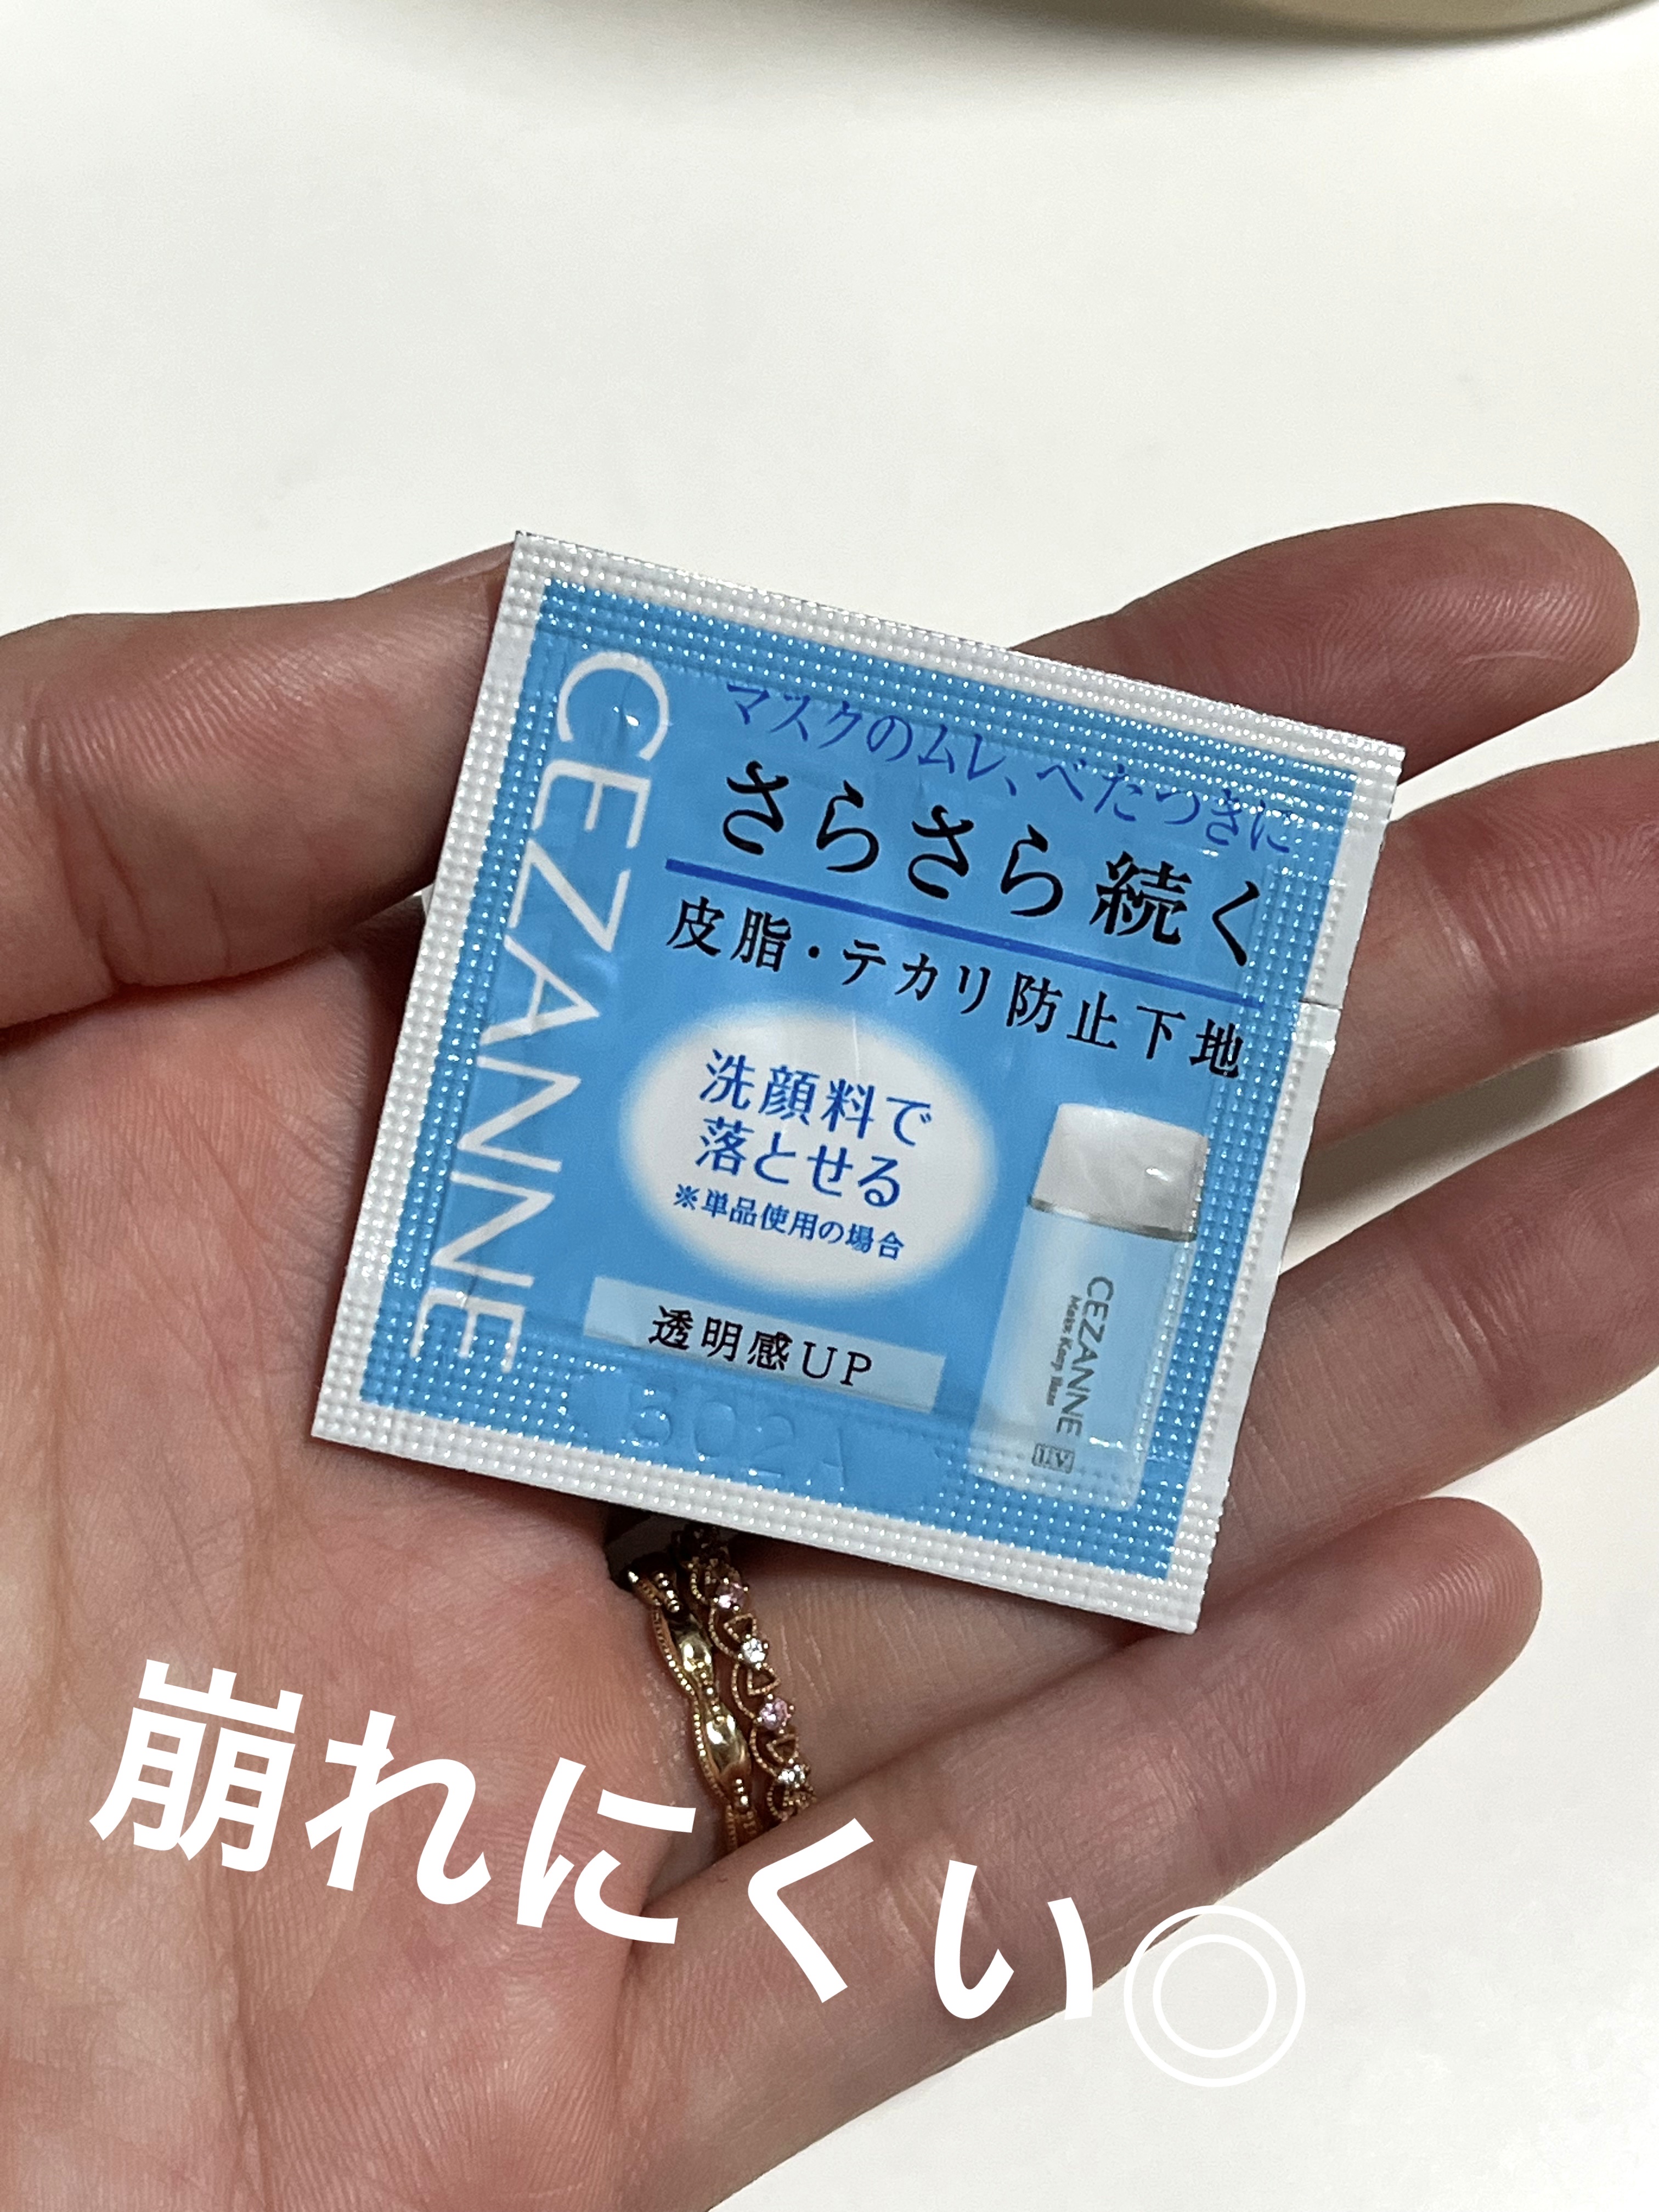 CEZANNE
マスクのムレ、べたつきに
さらさら続く
皮脂・テカリ防止下地
洗顔料で
落とせる
※単品使用の場合
透明感UP
CEZANNE
UV
崩れにくい◎